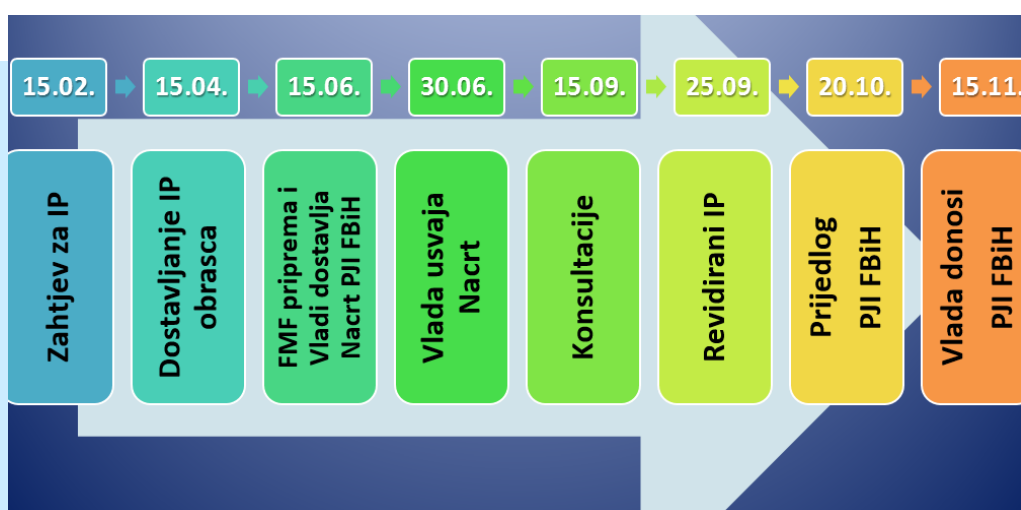 15.02.
15.04.
15.06.
30.06.
15.09.
25.09.
20.10.
15.11.
Zahtjev za IP
Dostavljanje IP
obrasca
FMF priprema i
Vladi dostavlja
Nacrt PJI FBiH
Vlada usvaja
Nacrt
Konsultacije
Revidirani IP
Prijedlog
PJI FBiH
Vlada donosi
PJI FBiH